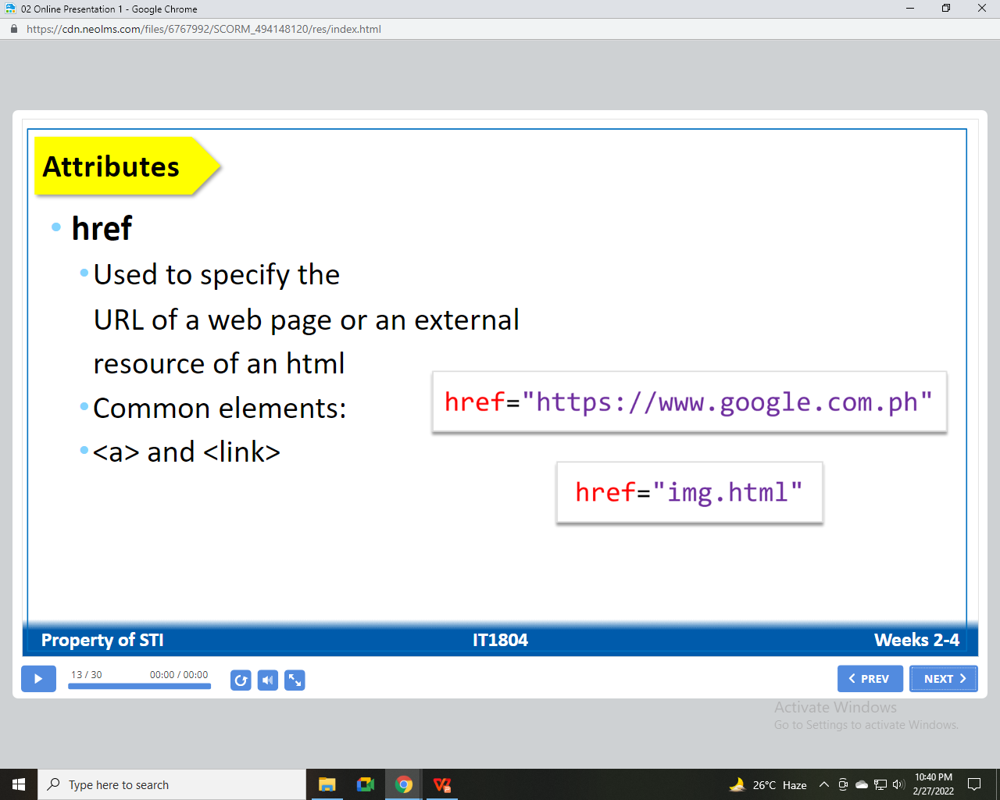 02 Online Presentation 1 - Google Chrome
https://cdn.neolms.com/files/6767992/SCORM_494148120/res/index.html
Attributes
• href
• Used to specify the
URL of a web page or an external
resource of an html
• Common elements:
• <a> and <link>
href="https://www.google.com.ph"
href="img.html"
Property of STI IT1804 Weeks 2-4
13 / 30 00:00 / 00:00
PREV NEXT
Activate Windows
Go to Settings to activate Windows.
Type here to search
26°C Haze
10:40 PM
2/27/2022